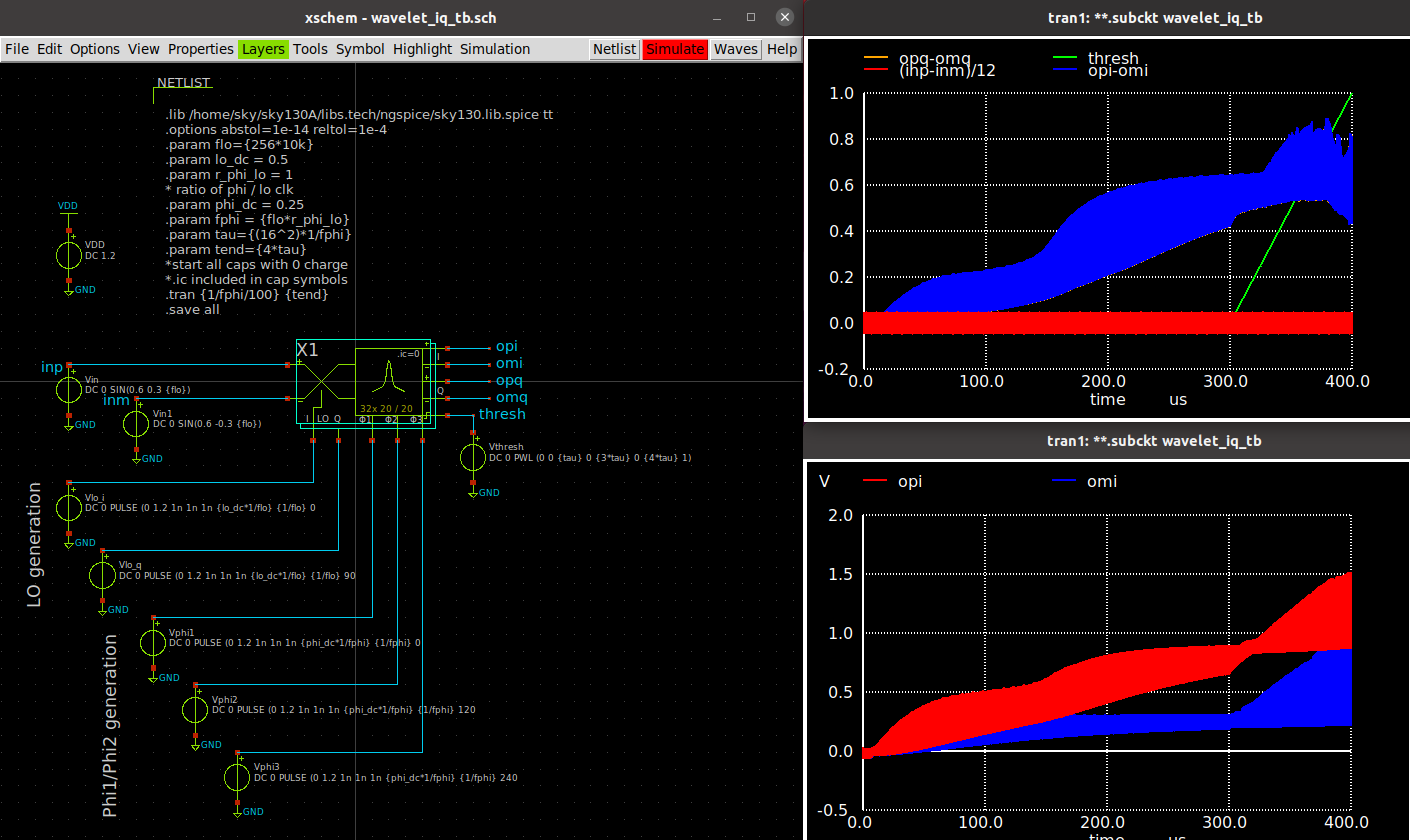 xschem - wavelet_iq_tb.sch
File Edit Options View Properties Layers Tools Symbol Highlight Simulation Netlist Simulate Waves Help
NETLIST
.lib /home/sky/sky130A/libs.tech/ngspice/sky130.lib.spice tt
.options abstol=1e-14 reltol=1e-4
.param flo={256*10k}
.param lo_dc = 0.5
.param r_phi_lo = 1
* ratio of phi / lo clk
.param phi_dc = 0.25
.param fphi = {flo*r_phi_lo}
.param tau={(16^2)*1/fphi}
.param tend={4*tau}
*start all caps with 0 charge
*.ic included in cap symbols
.tran {1/fphi/100} {tend}
.save all
VDD
VDD
DC 1.2
GND
X1
.ic=0
32x 20 / 20
I LO Q Φ1 Φ2 Φ3
I
Q
opi
omi
opq
omq
thresh
inp
Vin
DC 0 SIN(0.6 0.3 {flo})
GND
inm
Vin1
DC 0 SIN(0.6 -0.3 {flo})
GND
Vthresh
DC 0 PWL (0 0 {tau} 0 {3*tau} 0 {4*tau} 1)
GND
LO generation
Vlo_i
DC 0 PULSE (0 1.2 1n 1n 1n {lo_dc*1/flo} {1/flo} 0
GND
Vlo_q
DC 0 PULSE (0 1.2 1n 1n 1n {lo_dc*1/flo} {1/flo} 90
GND
Phi1/Phi2 generation
Vphi1
DC 0 PULSE (0 1.2 1n 1n 1n {phi_dc*1/fphi} {1/fphi} 0
GND
Vphi2
DC 0 PULSE (0 1.2 1n 1n 1n {phi_dc*1/fphi} {1/fphi} 120
GND
Vphi3
DC 0 PULSE (0 1.2 1n 1n 1n {phi_dc*1/fphi} {1/fphi} 240
GND
tran1: **.subckt wavelet_iq_tb
opq-omq thresh
(inp-inm)/12 opi-omi
1.0
0.8
0.6
0.4
0.2
0.0
-0.2
0.0 100.0 200.0 300.0 400.0
time us
tran1: **.subckt wavelet_iq_tb
V opi omi
2.0
1.5
1.0
0.5
0.0
-0.5
0.0 100.0 200.0 300.0 400.0
time us